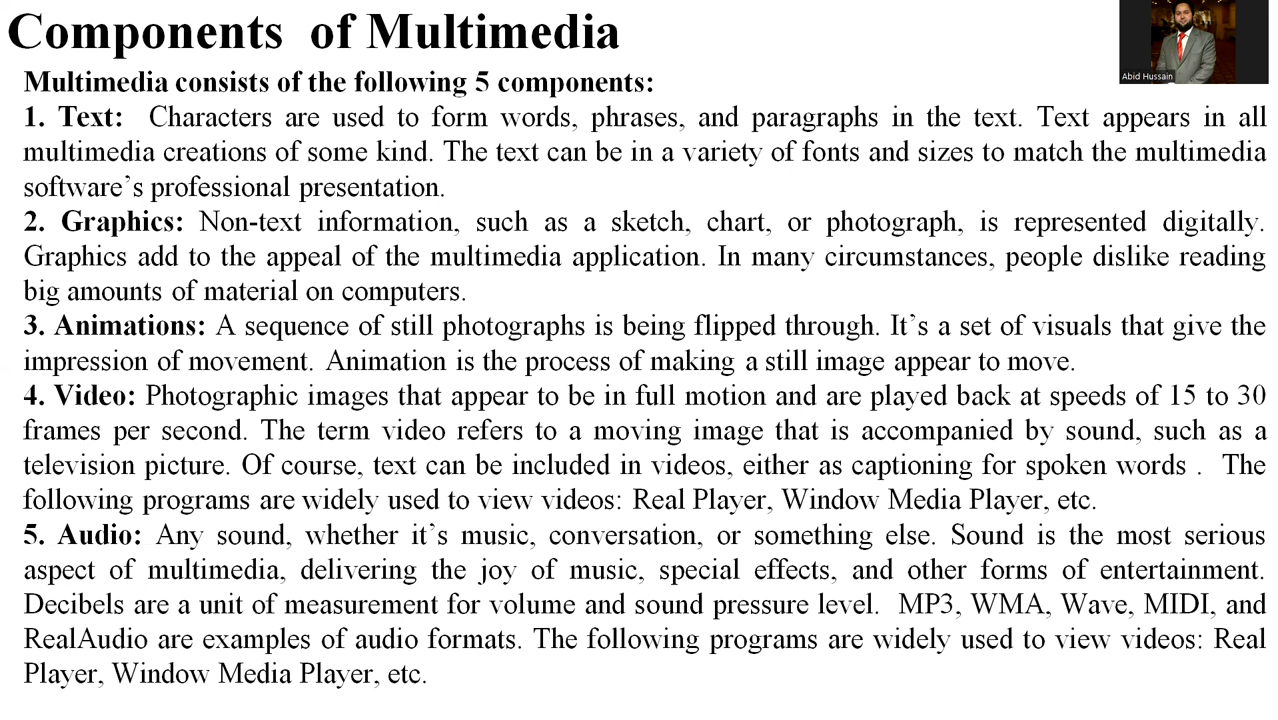 Components of Multimedia
Abid Hussain
Multimedia consists of the following 5 components:
1. Text: Characters are used to form words, phrases, and paragraphs in the text. Text appears in all
multimedia creations of some kind. The text can be in a variety of fonts and sizes to match the multimedia
software’s professional presentation.
2. Graphics: Non-text information, such as a sketch, chart, or photograph, is represented digitally.
Graphics add to the appeal of the multimedia application. In many circumstances, people dislike reading
big amounts of material on computers.
3. Animations: A sequence of still photographs is being flipped through. It’s a set of visuals that give the
impression of movement. Animation is the process of making a still image appear to move.
4. Video: Photographic images that appear to be in full motion and are played back at speeds of 15 to 30
frames per second. The term video refers to a moving image that is accompanied by sound, such as a
television picture. Of course, text can be included in videos, either as captioning for spoken words . The
following programs are widely used to view videos: Real Player, Window Media Player, etc.
5. Audio: Any sound, whether it’s music, conversation, or something else. Sound is the most serious
aspect of multimedia, delivering the joy of music, special effects, and other forms of entertainment.
Decibels are a unit of measurement for volume and sound pressure level. MP3, WMA, Wave, MIDI, and
RealAudio are examples of audio formats. The following programs are widely used to view videos: Real
Player, Window Media Player, etc.